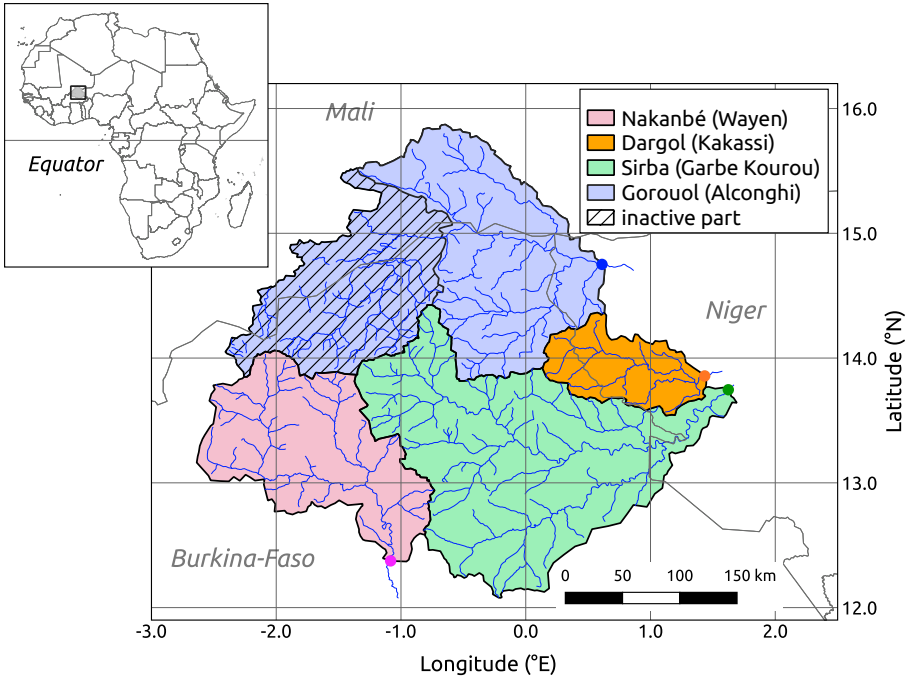 Equator
Mali
Nakanbé (Wayen)
Dargol (Kakassi)
Sirba (Garbe Kourou)
Gorouol (Alconghi)
inactive part
16.0
15.0
14.0
13.0
12.0
Latitude (°N)
Niger
Burkina-Faso
0 50 100 150 km
-3.0 -2.0 -1.0 0.0 1.0 2.0
Longitude (°E)